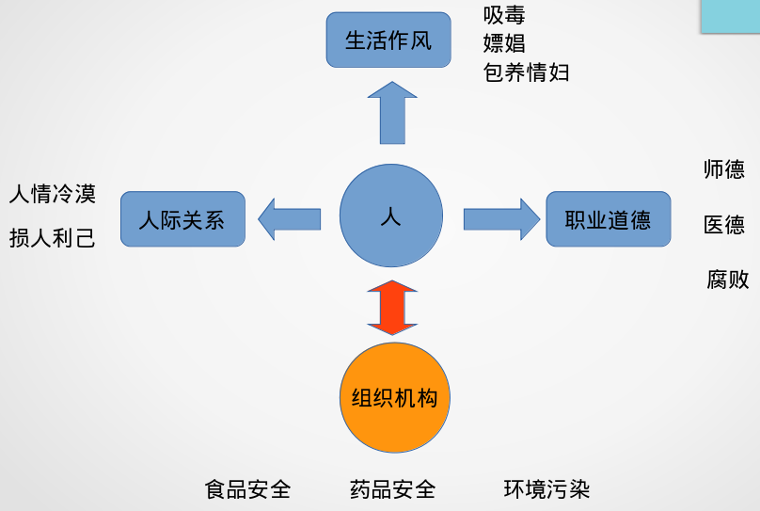 生活作风
吸毒
嫖娼
包养情妇
人情冷漠
损人利己
人际关系
人
职业道德
师德
医德
腐败
组织机构
食品安全
药品安全
环境污染